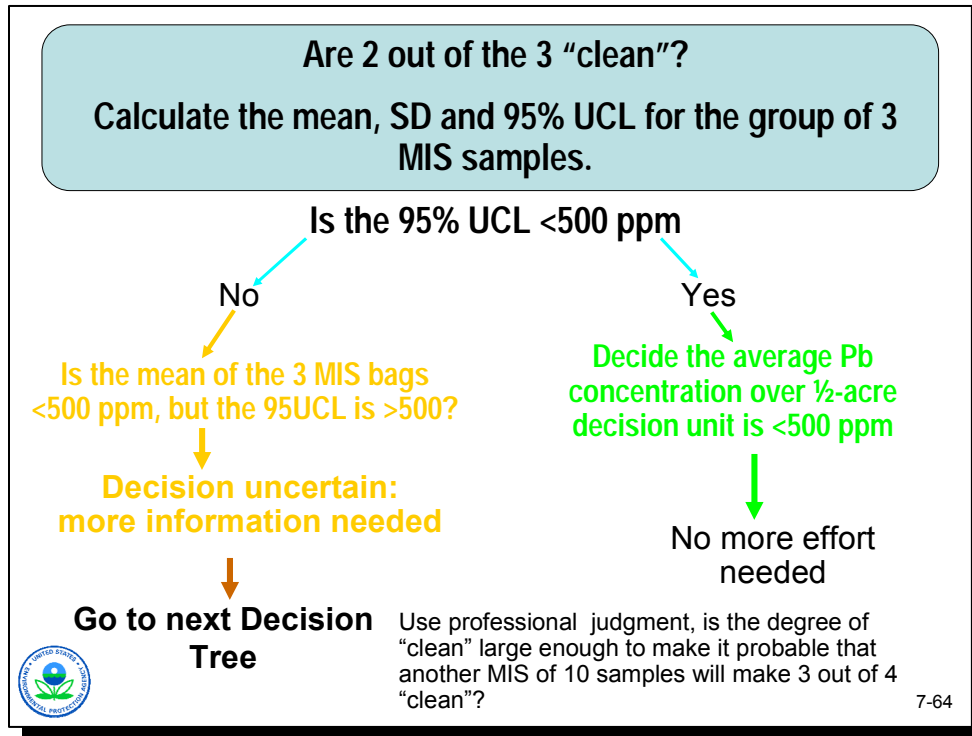 Are 2 out of the 3 “clean”?
Calculate the mean, SD and 95% UCL for the group of 3
MIS samples.
Is the 95% UCL <500 ppm
No
Yes
Is the mean of the 3 MIS bags
<500 ppm, but the 95UCL is >500?
Decide the average Pb
concentration over ½-acre
decision unit is <500 ppm
Decision uncertain:
more information needed
No more effort
needed
Go to next Decision
Tree
Use professional judgment, is the degree of
“clean” large enough to make it probable that
another MIS of 10 samples will make 3 out of 4
“clean”?
UNITED STATES
ENVIRONMENTAL PROTECTION AGENCY
7-64